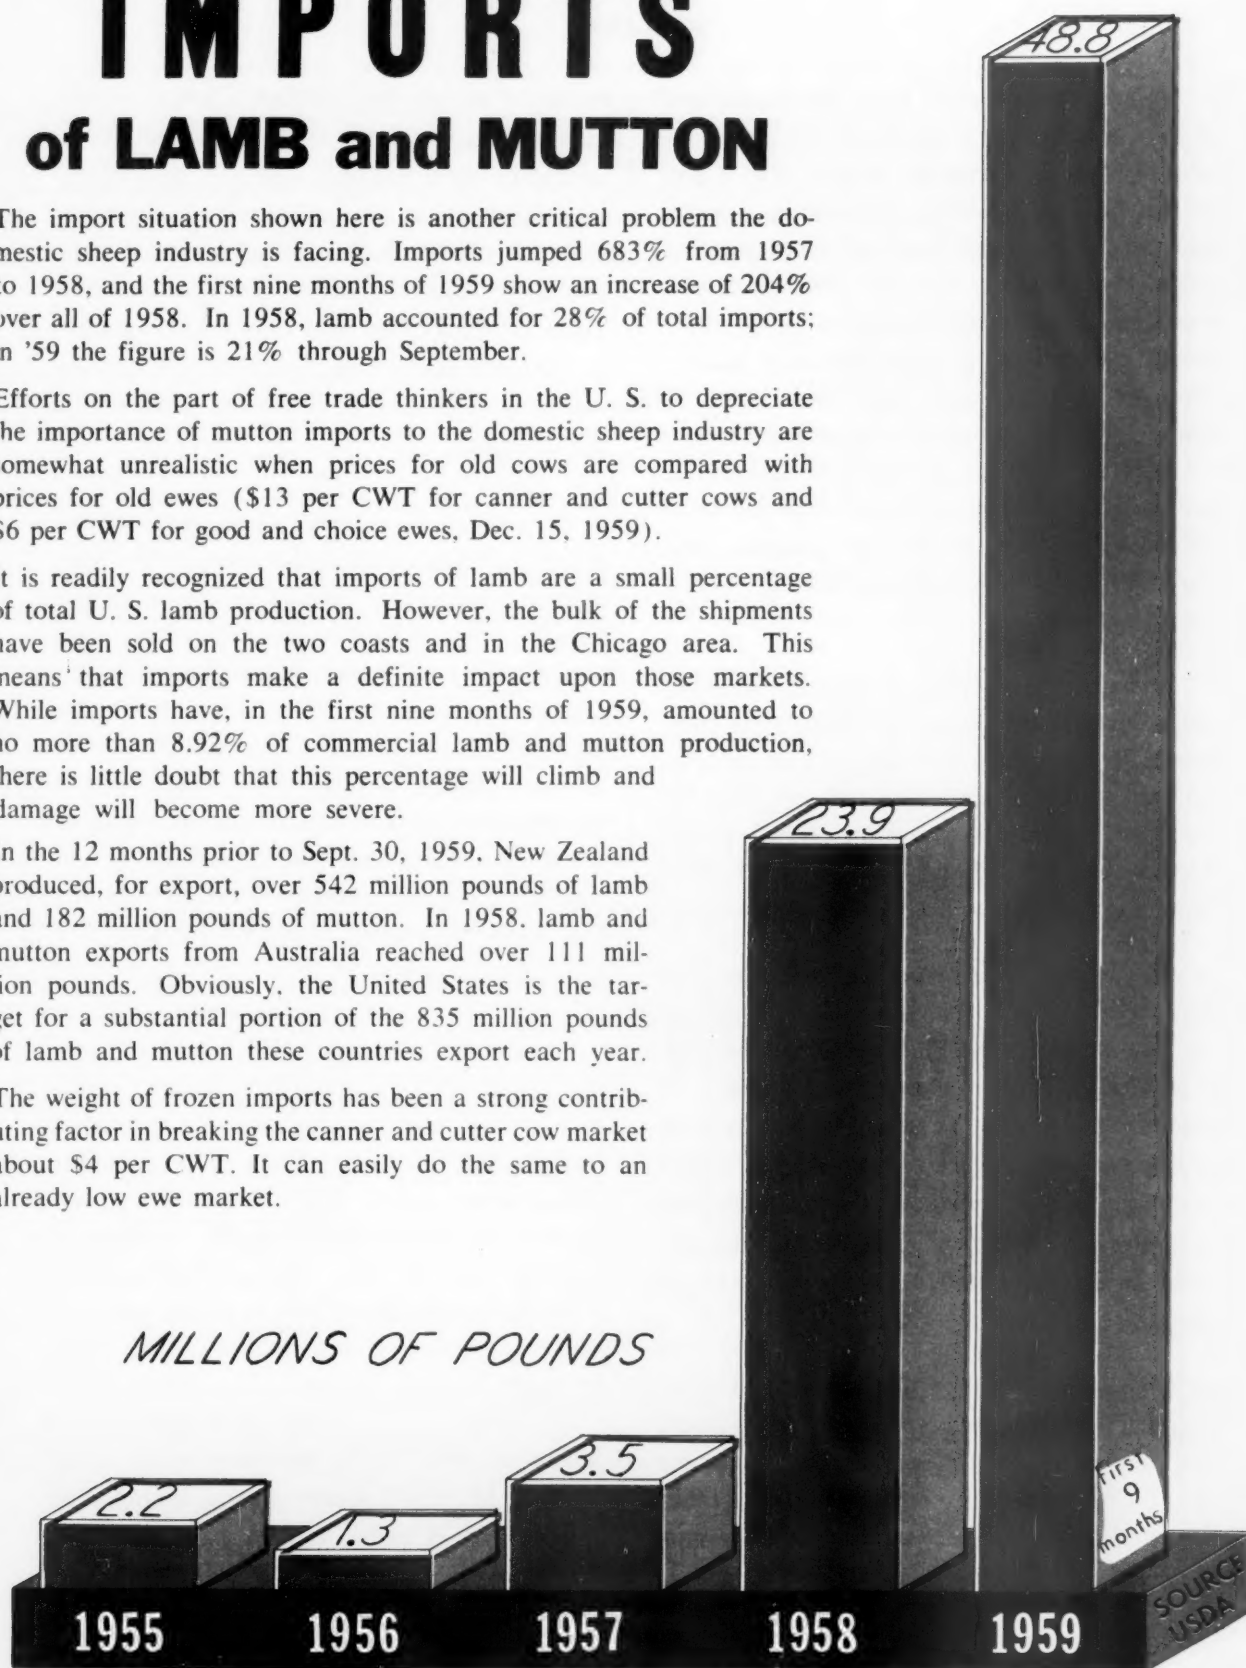 IMPORTS
of LAMB and MUTTON
The import situation shown here is another critical problem the do-
mestic sheep industry is facing. Imports jumped 683% from 1957
to 1958, and the first nine months of 1959 show an increase of 204%
over all of 1958. In 1958, lamb accounted for 28% of total imports;
in '59 the figure is 21% through September.
Efforts on the part of free trade thinkers in the U. S. to depreciate
the importance of mutton imports to the domestic sheep industry are
somewhat unrealistic when prices for old cows are compared with
prices for old ewes ($13 per CWT for canner and cutter cows and
$6 per CWT for good and choice ewes, Dec. 15, 1959).
It is readily recognized that imports of lamb are a small percentage
of total U. S. lamb production. However, the bulk of the shipments
have been sold on the two coasts and in the Chicago area. This
means that imports make a definite impact upon those markets.
While imports have, in the first nine months of 1959, amounted to
no more than 8.92% of commercial lamb and mutton production,
there is little doubt that this percentage will climb and
damage will become more severe.
In the 12 months prior to Sept. 30, 1959, New Zealand
produced, for export, over 542 million pounds of lamb
and 182 million pounds of mutton. In 1958, lamb and
mutton exports from Australia reached over 111 mil-
lion pounds. Obviously, the United States is the tar-
get for a substantial portion of the 835 million pounds
of lamb and mutton these countries export each year.
The weight of frozen imports has been a strong contrib-
uting factor in breaking the canner and cutter cow market
about $4 per CWT. It can easily do the same to an
already low ewe market.
MILLIONS OF POUNDS
2.2
1.3
3.5
23.9
48.8
first
9
months
1955 1956 1957 1958 1959
SOURCE
USDA